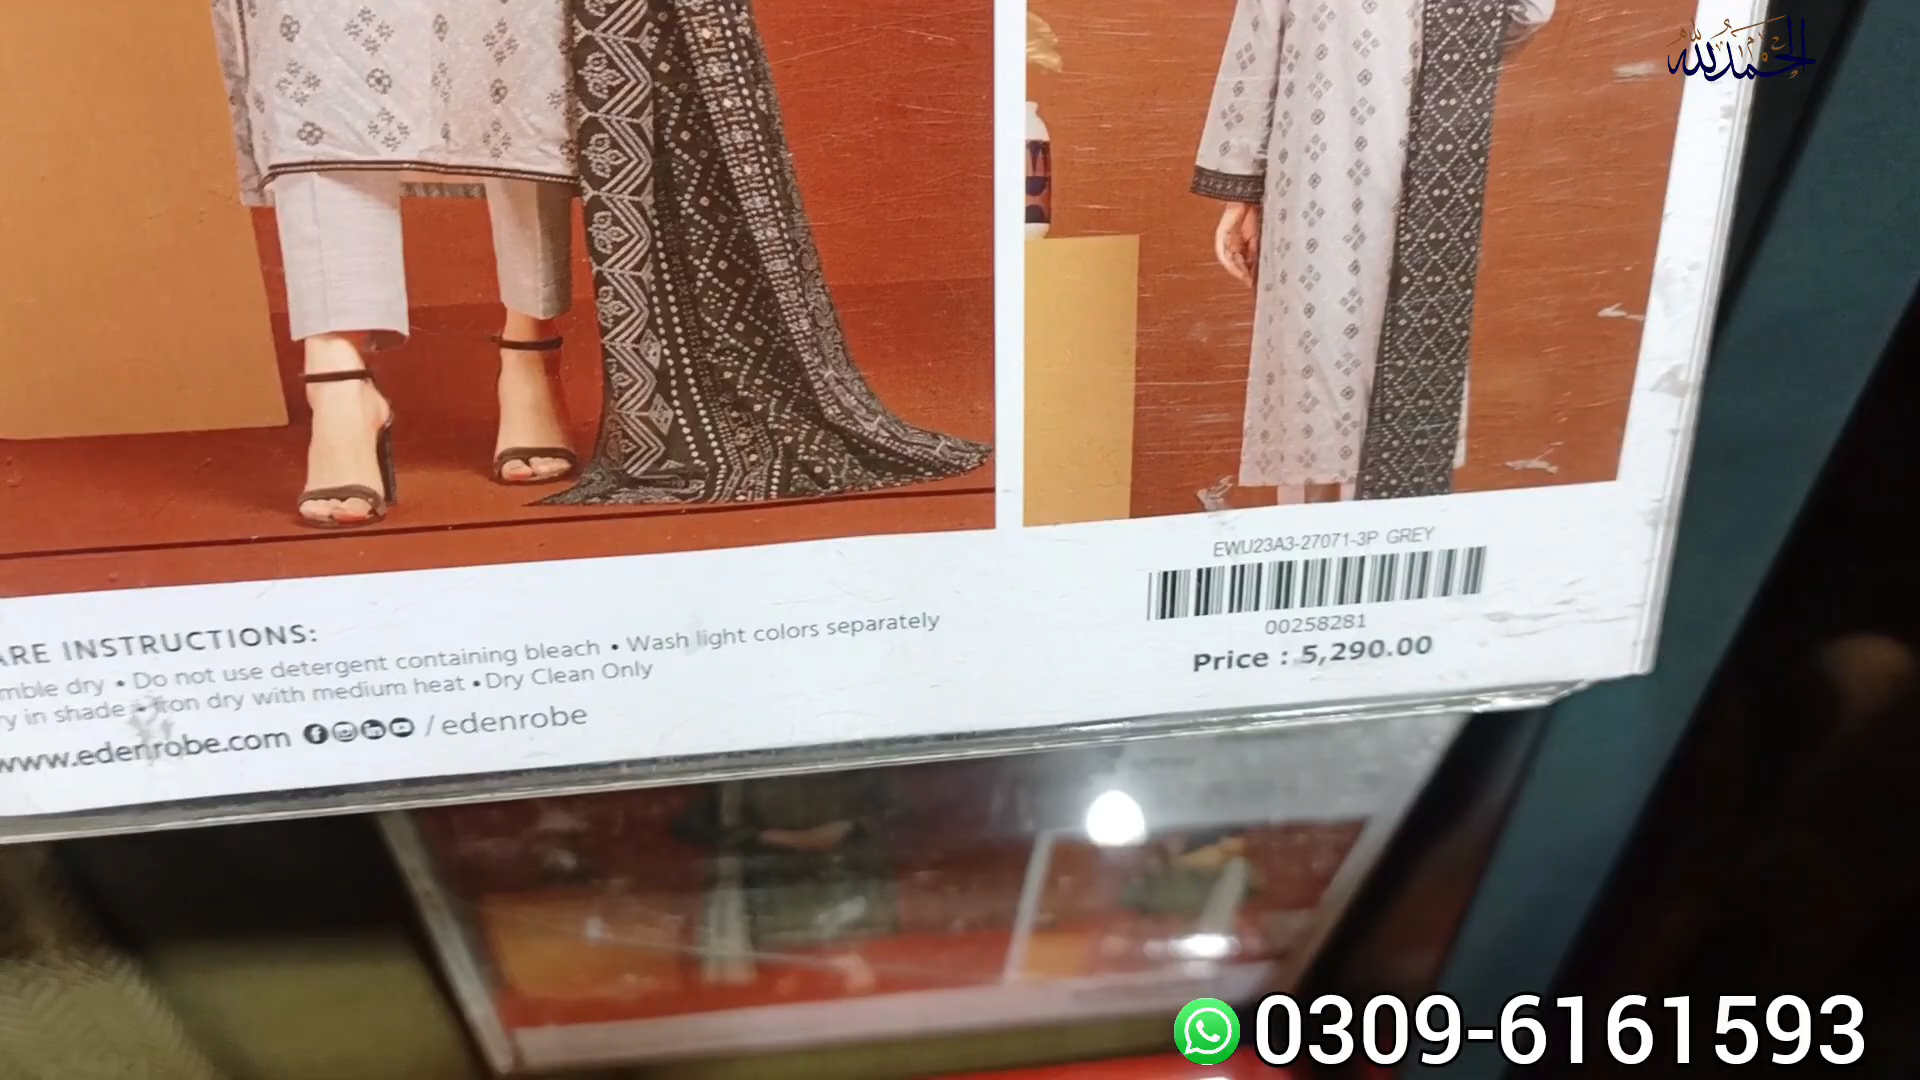 الحمد لله
EWU23A3-27071-3P GREY
00258281
Price : 5,290.00
ARE INSTRUCTIONS:
mble dry • Do not use detergent containing bleach • Wash light colors separately
y in shade • Iron dry with medium heat • Dry Clean Only
www.edenrobe.com /edenrobe
0309-6161593